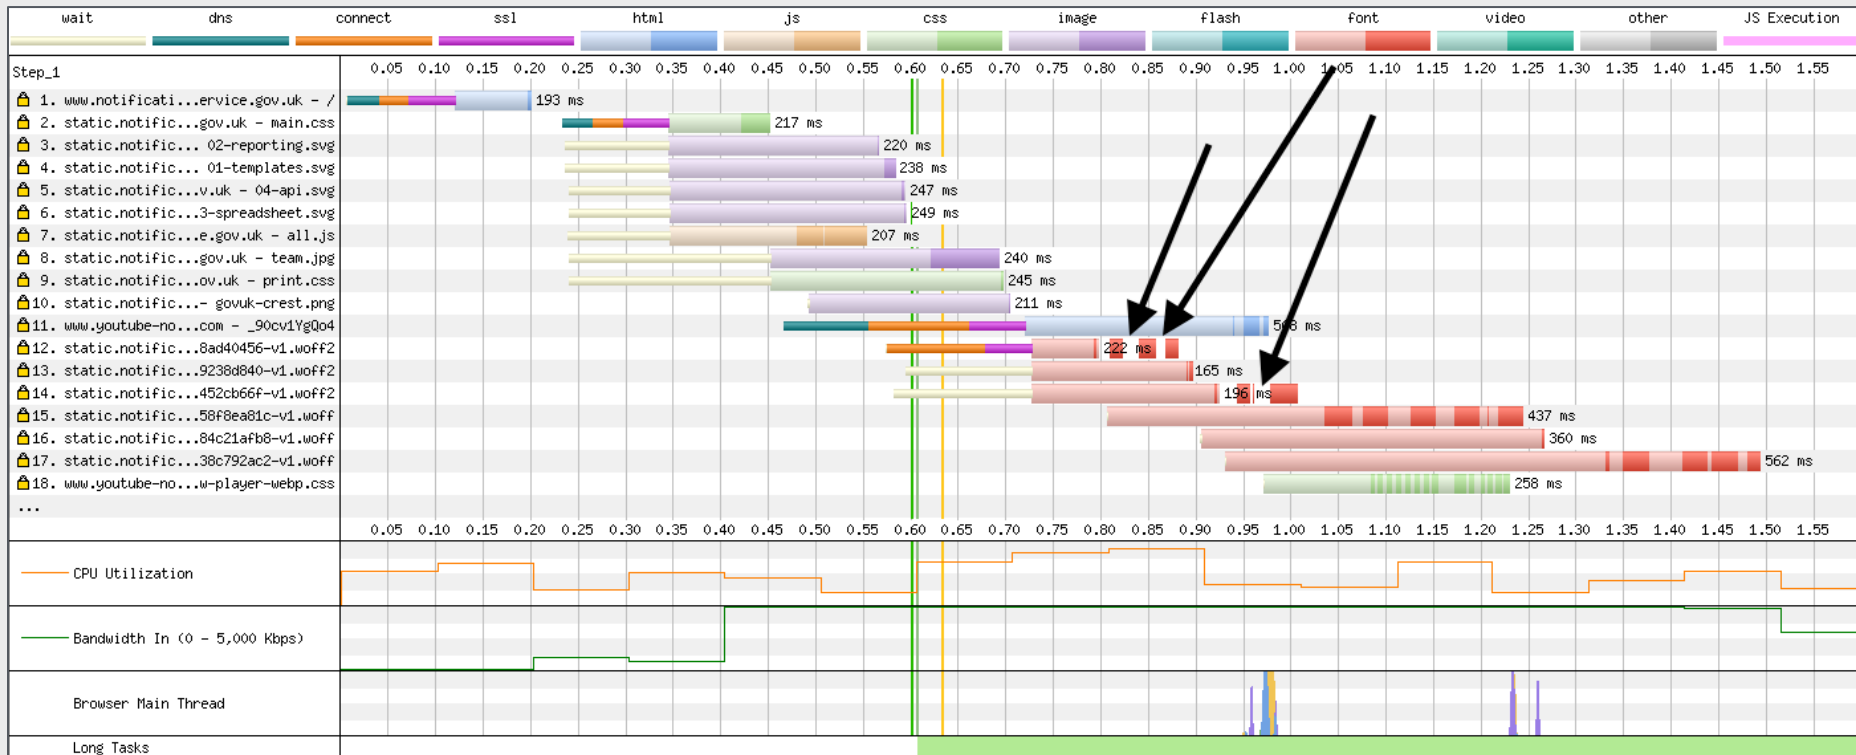 wait dns connect ssl html js css image flash font video other JS Execution
Step_1 0.05 0.10 0.15 0.20 0.25 0.30 0.35 0.40 0.45 0.50 0.55 0.60 0.65 0.70 0.75 0.80 0.85 0.90 0.95 1.00 1.05 1.10 1.15 1.20 1.25 1.30 1.35 1.40 1.45 1.50 1.55
1. www.notificati...ervice.gov.uk - / 193 ms
2. static.notific...gov.uk - main.css 217 ms
3. static.notific... 02-reporting.svg 220 ms
4. static.notific... 01-templates.svg 238 ms
5. static.notific...v.uk - 04-api.svg 247 ms
6. static.notific...3-spreadsheet.svg 249 ms
7. static.notific...e.gov.uk - all.js 207 ms
8. static.notific...gov.uk - team.jpg 240 ms
9. static.notific...ov.uk - print.css 245 ms
10. static.notific...- govuk-crest.png 211 ms
11. www.youtube-no...com - _90cv1YgQo4 ms
12. static.notific...8ad40456-v1.woff2 222 ms
13. static.notific...9238d840-v1.woff2 165 ms
14. static.notific...452cb66f-v1.woff2 196 ms
15. static.notific...58f8ea81c-v1.woff 437 ms
16. static.notific...84c21afb8-v1.woff 360 ms
17. static.notific...38c792ac2-v1.woff 562 ms
18. www.youtube-no...w-player-webp.css 258 ms
...
0.05 0.10 0.15 0.20 0.25 0.30 0.35 0.40 0.45 0.50 0.55 0.60 0.65 0.70 0.75 0.80 0.85 0.90 0.95 1.00 1.05 1.10 1.15 1.20 1.25 1.30 1.35 1.40 1.45 1.50 1.55
CPU Utilization
Bandwidth In (0 - 5,000 Kbps)
Browser Main Thread
Long Tasks